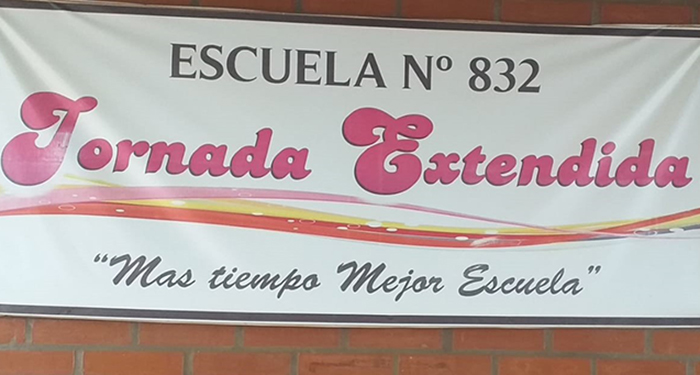 ESCUELA Nº 832
Jornada Extendida
"Mas tiempo Mejor Escuela"